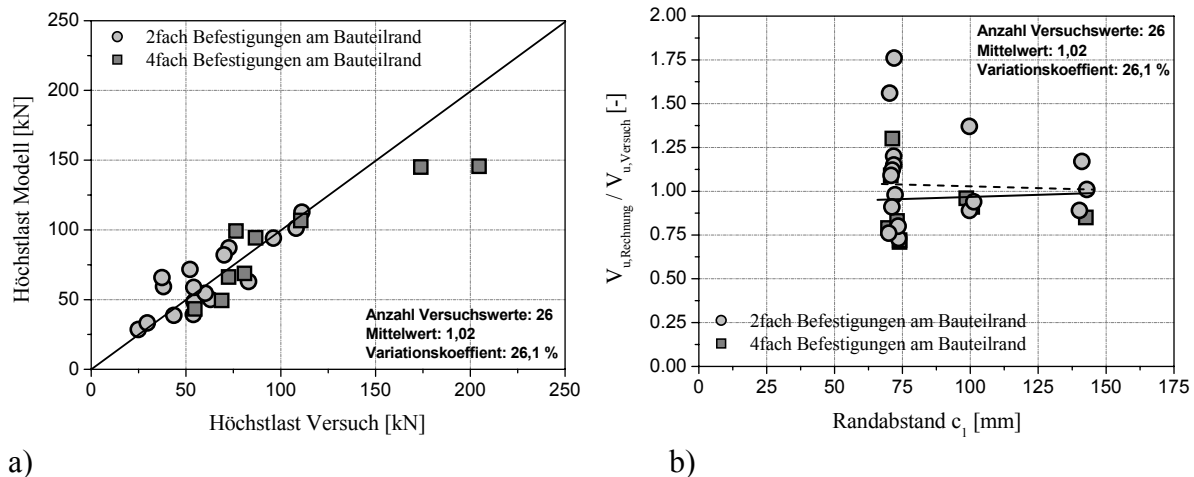 250
200
150
100
50
0
Höchstlast Modell [kN]
2fach Befestigungen am Bauteilrand
4fach Befestigungen am Bauteilrand
Anzahl Versuchswerte: 26
Mittelwert: 1,02
Variationskoeffient: 26,1 %
0 50 100 150 200 250
Höchstlast Versuch [kN]
a)
2.00
1.75
1.50
1.25
1.00
0.75
0.50
0.25
0.00
V u,Rechnung / V u,Versuch [-]
Anzahl Versuchswerte: 26
Mittelwert: 1,02
Variationskoeffient: 26,1 %
2fach Befestigungen am Bauteilrand
4fach Befestigungen am Bauteilrand
0 25 50 75 100 125 150 175
Randabstand c1 [mm]
b)